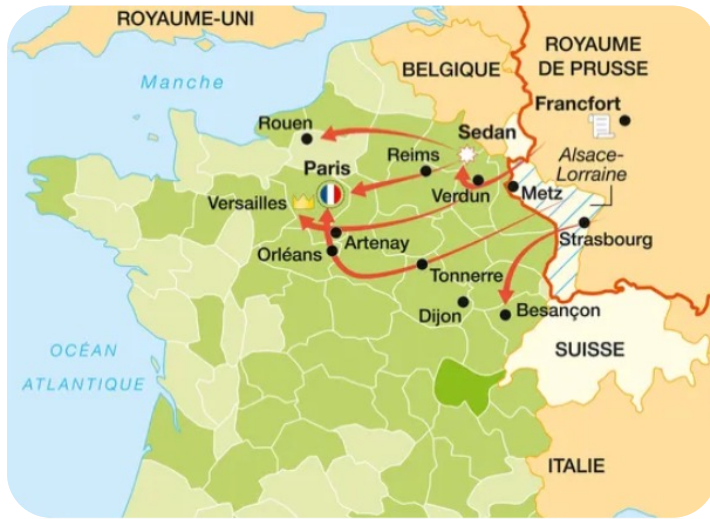 ROYAUME-UNI
Manche
BELGIQUE
ROYAUME
DE PRUSSE
Francfort
Rouen
Sedan
Reims
Alsace-
Lorraine
Paris
Verdun
Metz
Versailles
Artenay
Orléans
Strasbourg
Tonnerre
Dijon
Besançon
OCÉAN
ATLANTIQUE
SUISSE
ITALIE